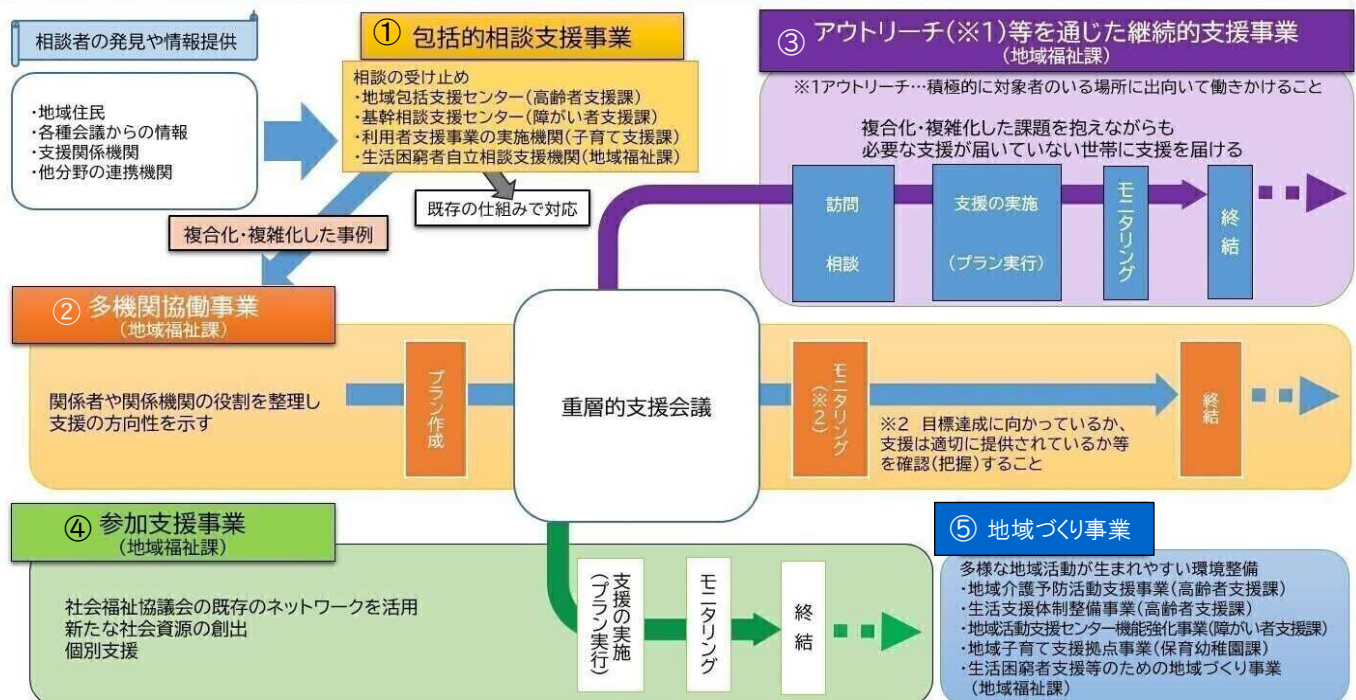 相談者の発見や情報提供
・地域住民
・各種会議からの情報
・支援関係機関
・他分野の連携機関
① 包括的相談支援事業
相談の受け止め
・地域包括支援センター(高齢者支援課)
・基幹相談支援センター(障がい者支援課)
・利用者支援事業の実施機関(子育て支援課)
・生活困窮者自立相談支援機関(地域福祉課)
既存の仕組みで対応
複合化・複雑化した事例
③ アウトリーチ(※1)等を通じた継続的支援事業
(地域福祉課)
※1アウトリーチ…積極的に対象者のいる場所に出向いて働きかけること
複合化・複雑化した課題を抱えながらも
必要な支援が届いていない世帯に支援を届ける
訪問
相談
支援の実施
(プラン実行)
モニタリング
終結
② 多機関協働事業
(地域福祉課)
関係者や関係機関の役割を整理し
支援の方向性を示す
プラン作成
重層的支援会議
モニタリング
(※2)
※2 目標達成に向かっているか、
支援は適切に提供されているか等
を確認(把握)すること
終結
④ 参加支援事業
(地域福祉課)
社会福祉協議会の既存のネットワークを活用
新たな社会資源の創出
個別支援
支援の実施
(プラン実行)
モニタリング
終結
⑤ 地域づくり事業
多様な地域活動が生まれやすい環境整備
・地域介護予防活動支援事業(高齢者支援課)
・生活支援体制整備事業(高齢者支援課)
・地域活動支援センター機能強化事業(障がい者支援課)
・地域子育て支援拠点事業(保育幼稚園課)
・生活困窮者支援等のための地域づくり事業
(地域福祉課)